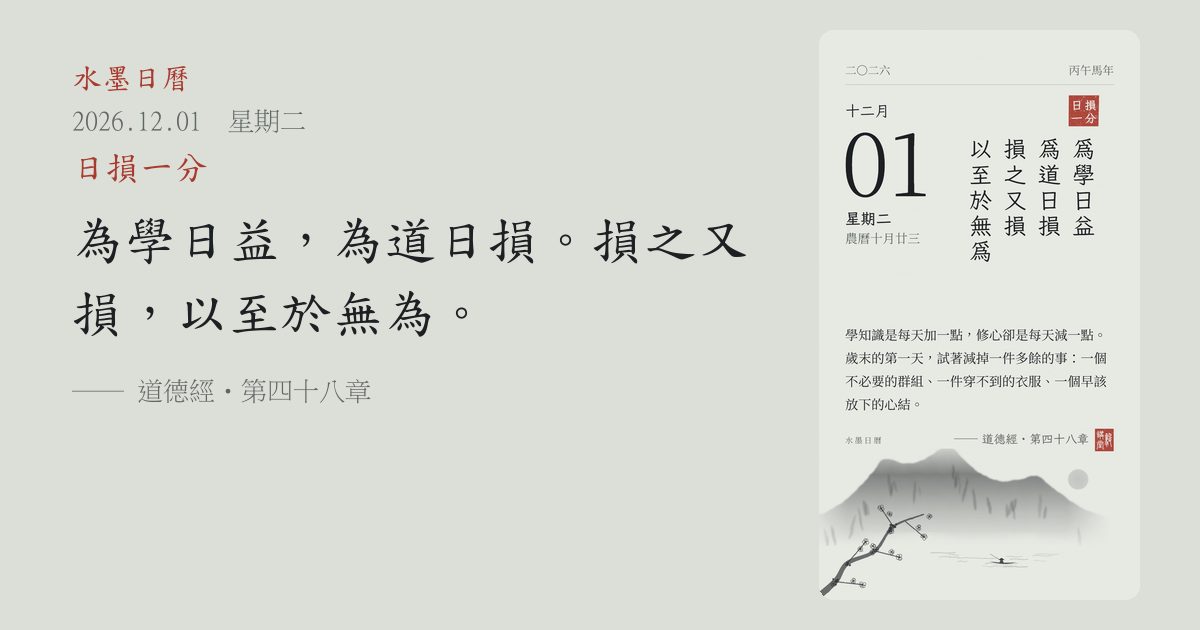 水墨日曆
2026.12.01 星期二
日損一分
為學日益，為道日損。損之又
損，以至於無為。
—— 道德經・第四十八章
二〇二六
丙午馬年
十二月
01
星期二
農曆十月廿三
損分
日一
爲學日益
爲道日損
損之又損
以至於無爲
學知識是每天加一點，修心卻是每天減一點。
歲末的第一天，試著減掉一件多餘的事：一個
不必要的群組、一件穿不到的衣服、一個早該
放下的心結。
水墨日曆
—— 道德經・第四十八章